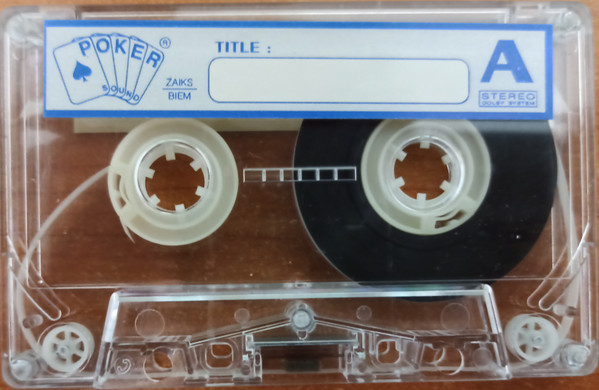 POKER®
SOUND
ZAIKS
BIEM
TITLE :
A
STEREO
DOLBY SYSTEM